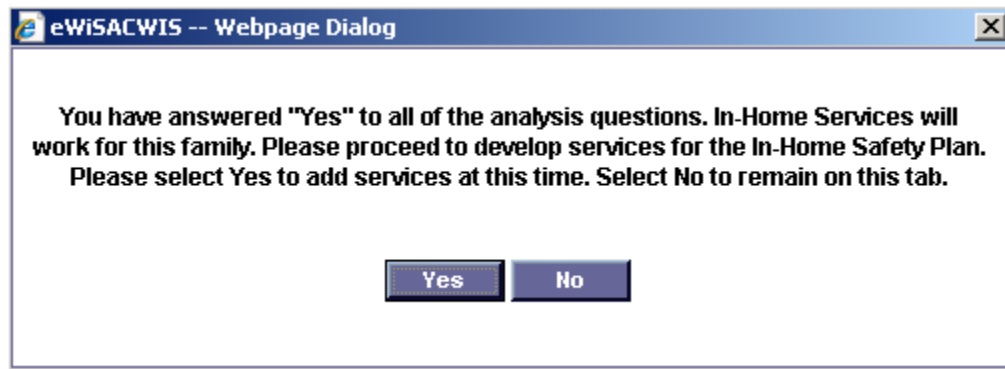 eWiSACWIS -- Webpage Dialog
You have answered "Yes" to all of the analysis questions. In-Home Services will
work for this family. Please proceed to develop services for the In-Home Safety Plan.
Please select Yes to add services at this time. Select No to remain on this tab.
Yes No